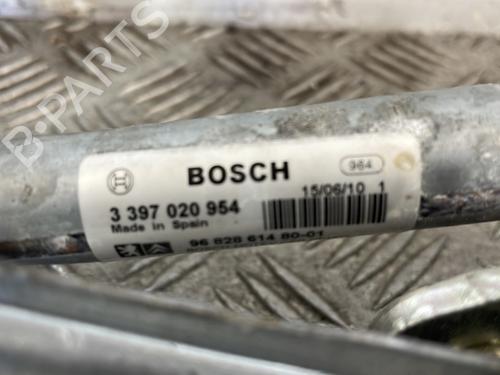 B-PARTS
BOSCH
964
3 397 020 954
15/06/10 1
Made in Spain
96 828 614 80-01